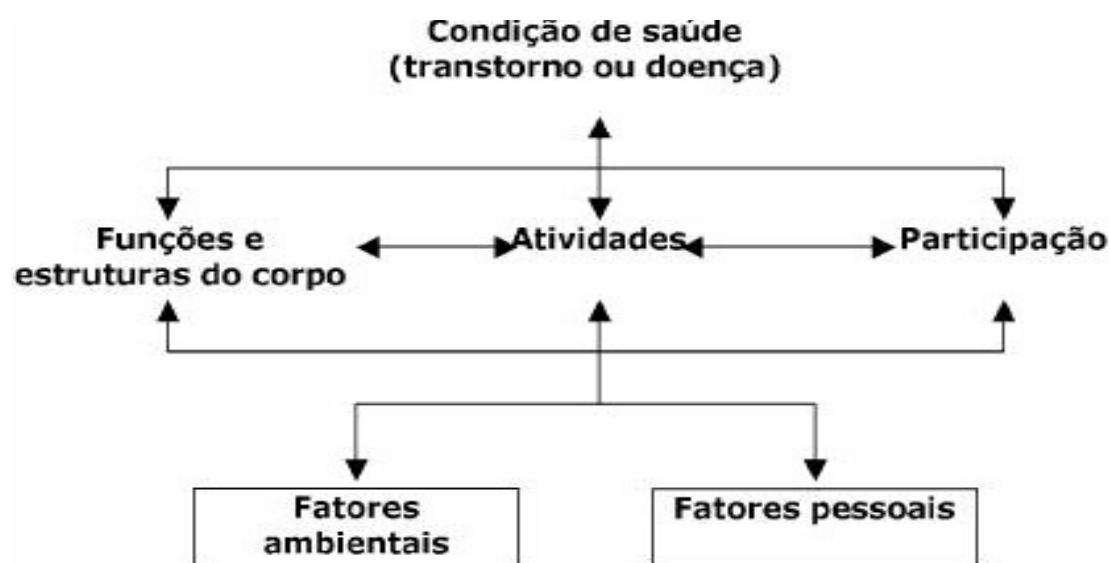 Condição de saúde
(transtorno ou doença)
Funções e
estruturas do corpo
Atividades
Participação
Fatores
ambientais
Fatores pessoais